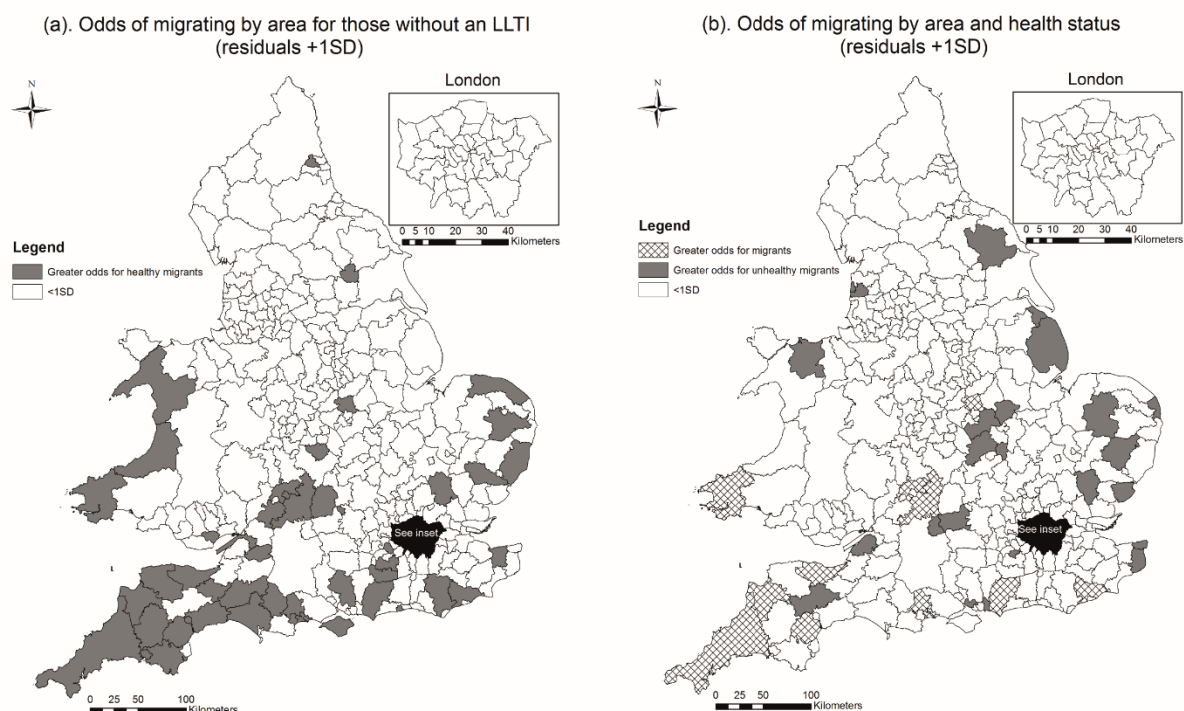 (a). Odds of migrating by area for those without an LLTI
(residuals +1SD)
N
London
0 5 10 20 30 40
Kilometers
Legend
Greater odds for healthy migrants
<1SD
See inset
0 25 50 100
Kilometers
(b). Odds of migrating by area and health status
(residuals +1SD)
N
London
0 5 10 20 30 40
Kilometers
Legend
Greater odds for migrants
Greater odds for unhealthy migrants
<1SD
See inset
0 25 50 100
Kilometers